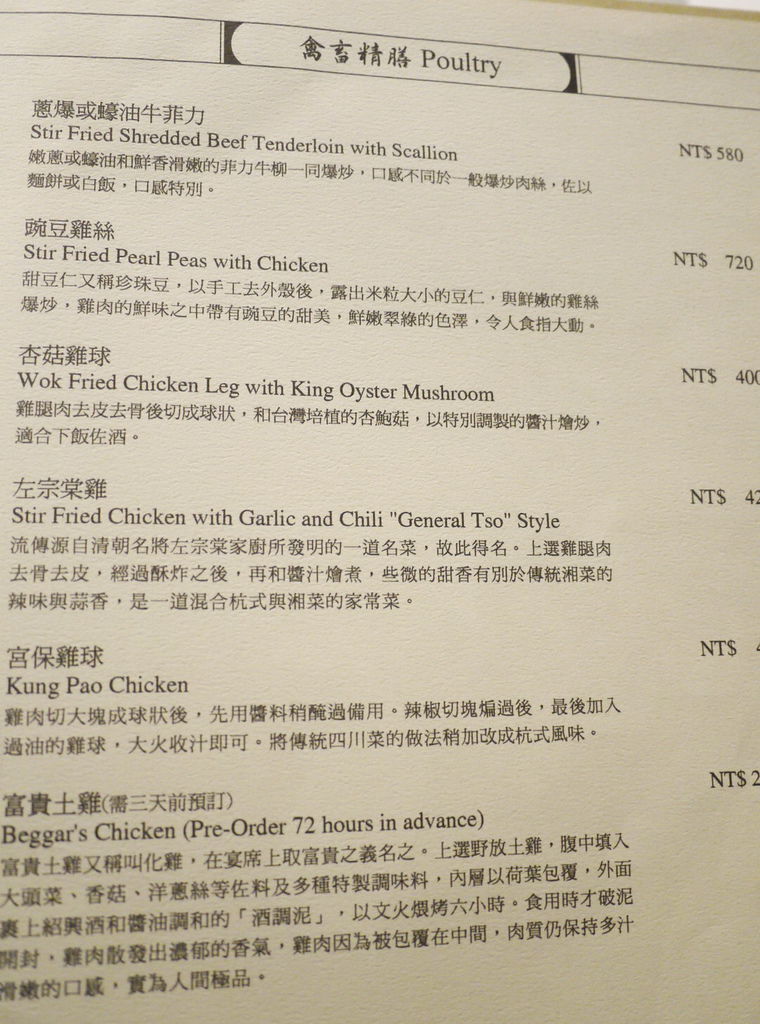 禽畜精膳 Poultry
蔥爆或蠔油牛菲力
Stir Fried Shredded Beef Tenderloin with Scallion
NT$ 580
嫩蔥或蠔油和鮮香滑嫩的菲力牛柳一同爆炒，口感不同於一般爆炒肉絲，佐以
麵餅或白飯，口感特別。
豌豆雞絲
Stir Fried Pearl Peas with Chicken
NT$ 720
甜豆仁又稱珍珠豆，以手工去外殼後，露出米粒大小的豆仁，與鮮嫩的雞絲
爆炒，雞肉的鮮味之中帶有豌豆的甜美，鮮嫩翠綠的色澤，令人食指大動。
杏菇雞球
Wok Fried Chicken Leg with King Oyster Mushroom
NT$ 400
雞腿肉去皮去骨後切成球狀，和台灣培植的杏鮑菇，以特別調製的醬汁燴炒，
適合下飯佐酒。
左宗棠雞
Stir Fried Chicken with Garlic and Chili "General Tso" Style
NT$ 42
流傳源自清朝名將左宗棠家廚所發明的一道名菜，故此得名。上選雞腿肉
去骨去皮，經過酥炸之後，再和醬汁燴煮，些微的甜香有別於傳統湘菜的
辣味與蒜香，是一道混合杭式與湘菜的家常菜。
宮保雞球
Kung Pao Chicken
NT$ 4
雞肉切大塊成球狀後，先用醬料稍醃過備用。辣椒切塊煸過後，最後加入
過油的雞球，大火收汁即可。將傳統四川菜的做法稍加改成杭式風味。
富貴土雞(需三天前預訂)
Beggar's Chicken (Pre-Order 72 hours in advance)
NT$ 2
富貴土雞又稱叫化雞，在宴席上取富貴之義名之。上選野放土雞，腹中填入
大頭菜、香菇、洋蔥絲等佐料及多種特製調味料，內層以荷葉包覆，外面
裹上紹興酒和醬油調和的「酒調泥」，以文火煨烤六小時。食用時才破泥
開封，雞肉散發出濃郁的香氣，雞肉因為被包覆在中間，肉質仍保持多汁
滑嫩的口感，實為人間極品。